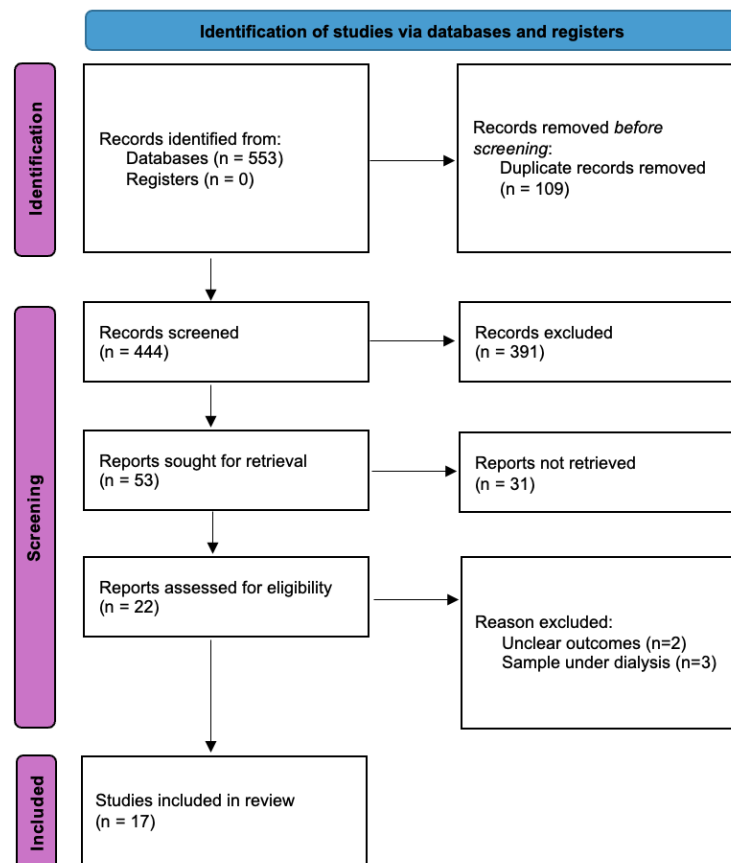 Identification of studies via databases and registers
Identification
Records identified from:
Databases (n = 553)
Registers (n = 0)
Records removed before
screening:
Duplicate records removed
(n = 109)
Screening
Records screened
(n = 444)
Records excluded
(n = 391)
Reports sought for retrieval
(n = 53)
Reports not retrieved
(n = 31)
Reports assessed for eligibility
(n = 22)
Reason excluded:
Unclear outcomes (n=2)
Sample under dialysis (n=3)
Included
Studies included in review
(n = 17)